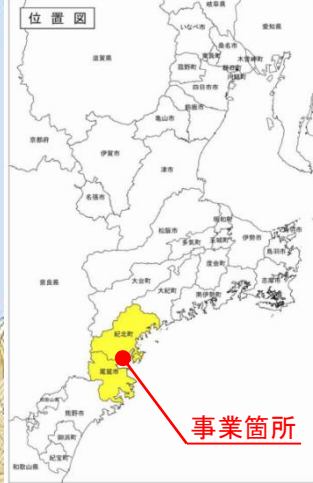 位置図
岐阜県
いなべ市
愛知県
桑名市
東員町
木曽岬町
朝日町
川越町
菰野町
滋賀県
四日市市
鈴鹿市
亀山市
京都府
伊賀市
津市
名張市
明和町
松阪市
伊勢市
多気町
玉城町
鳥羽市
度会町
奈良県
大台町
志摩市
大紀町
南伊勢町
紀北町
尾鷲市
熊野市
事業箇所
御浜町
紀宝町
和歌山県